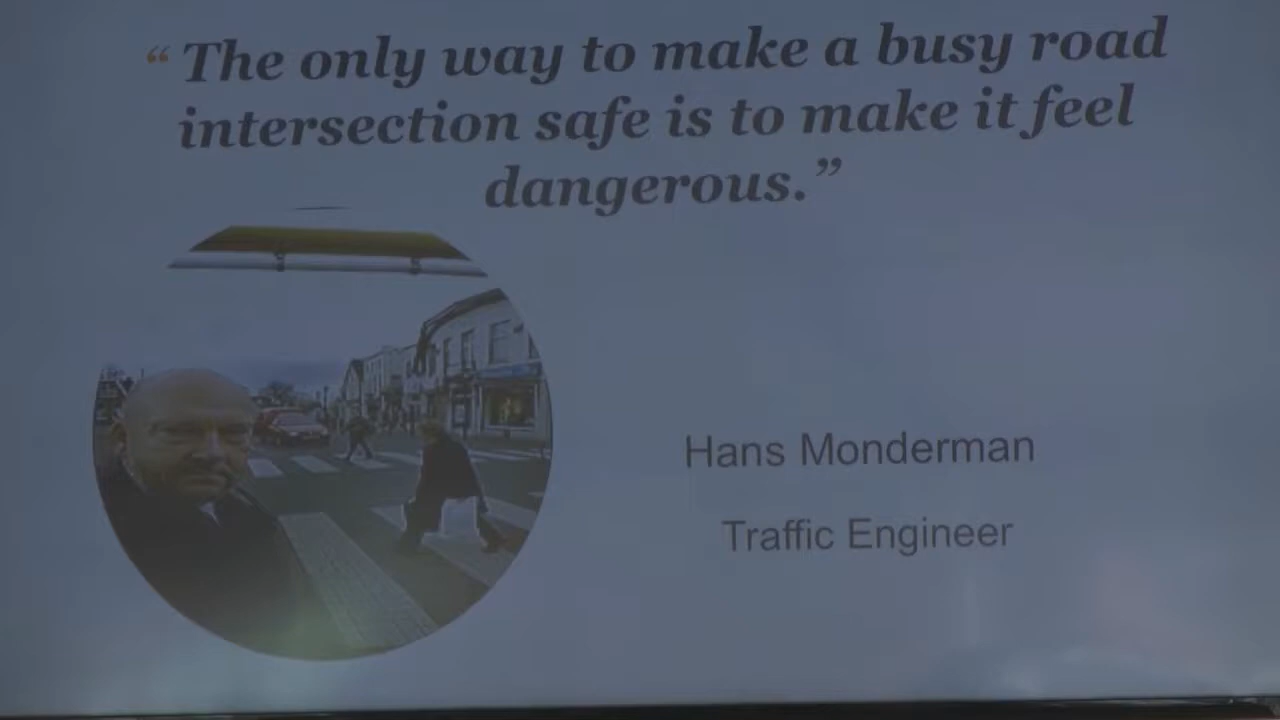 “ The only way to make a busy road
intersection safe is to make it feel
dangerous.”
Hans Monderman
Traffic Engineer